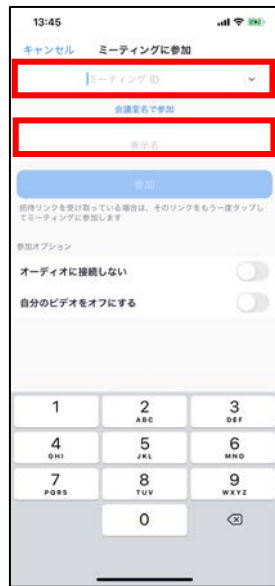 13:45
キャンセル ミーティングに参加
ミーティング ID
会議室名で参加
表示名
参加
招待リンクを受け取っている場合は、そのリンクをもう一度タップし
てミーティングに参加します
参加オプション
オーディオに接続しない
自分のビデオをオフにする
1 2 3
ABC DEF
4 5 6
GHI JKL MNO
7 8 9
PQRS TUV WXYZ
0